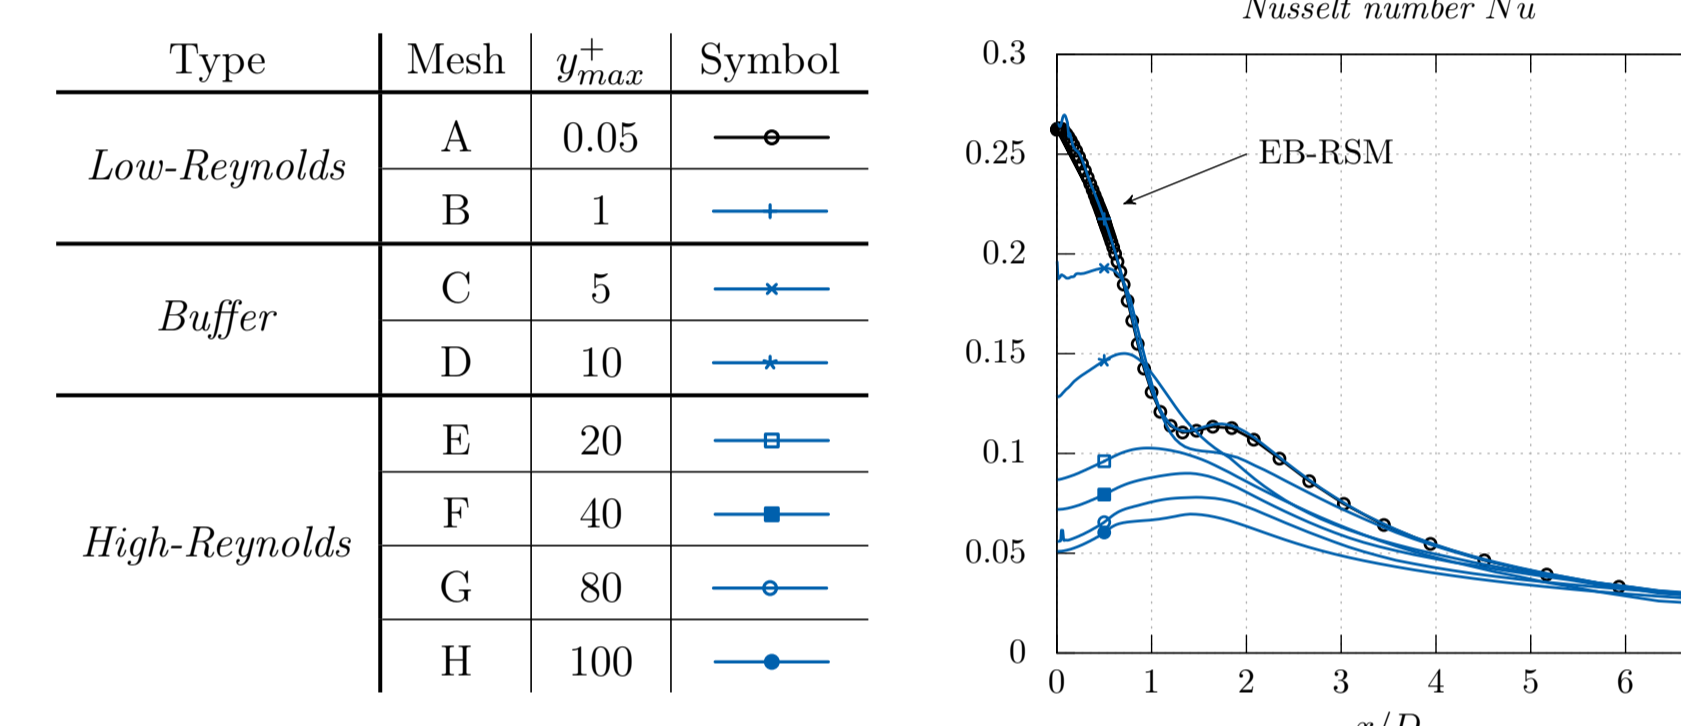 Type Mesh y+max Symbol
Low-Reynolds
A 0.05
B 1
Buffer
C 5
D 10
High-Reynolds
E 20
F 40
G 80
H 100
Nusselt number Nu
0.3
0.25
EB-RSM
0.2
0.15
0.1
0.05
0
0 1 2 3 4 5 6
x/D